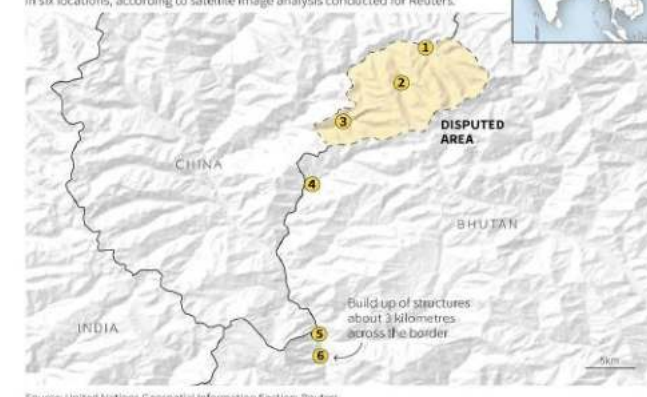 in six locations, according to satellite image analysis conducted for Reuters.
1
2
3
DISPUTED
AREA
CHINA
4
BHUTAN
Build up of structures
about 3 kilometres
across the border
INDIA
5
6
5km
Source: United Nations Geospatial Information Section; Reuters